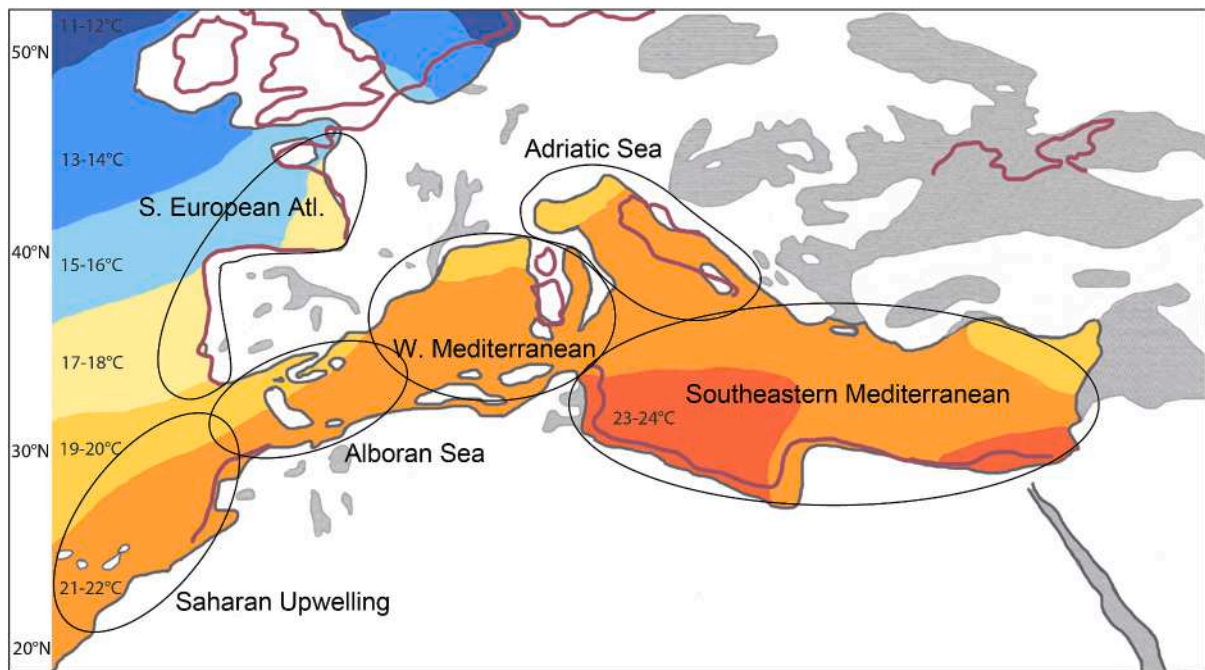 11-12°C
50°N
13-14°C
Adriatic Sea
S. European Atl.
40°N
15-16°C
W. Mediterranean
17-18°C
Southeastern Mediterranean
23-24°C
19-20°C
30°N
Alboran Sea
21-22°C
Saharan Upwelling
20°N